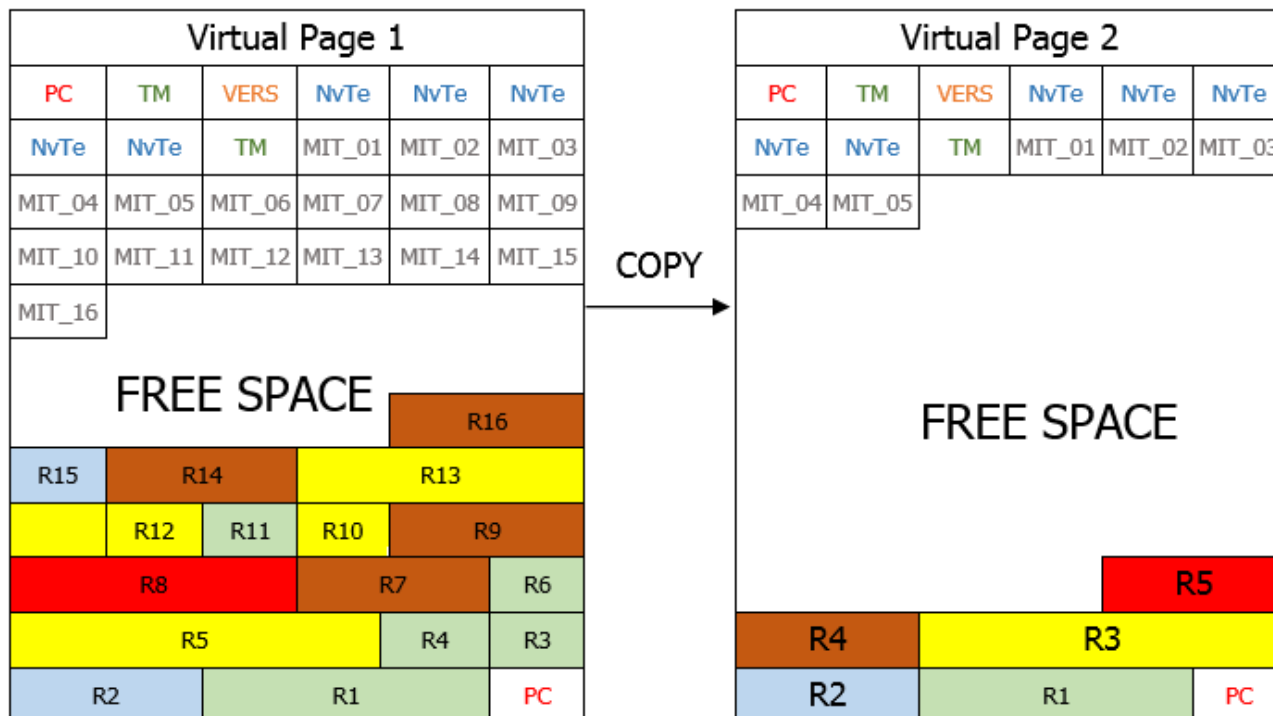 Virtual Page 1
PC TM VERS NvTe NvTe NvTe
NvTe NvTe TM MIT_01 MIT_02 MIT_03
MIT_04 MIT_05 MIT_06 MIT_07 MIT_08 MIT_09
MIT_10 MIT_11 MIT_12 MIT_13 MIT_14 MIT_15
MIT_16
FREE SPACE
R16
R15 R14 R13
R12 R11 R10 R9
R8 R7 R6
R5 R4 R3
R2 R1 PC
COPY
Virtual Page 2
PC TM VERS NvTe NvTe NvTe
NvTe NvTe TM MIT_01 MIT_02 MIT_03
MIT_04 MIT_05
FREE SPACE
R5
R4 R3
R2 R1 PC